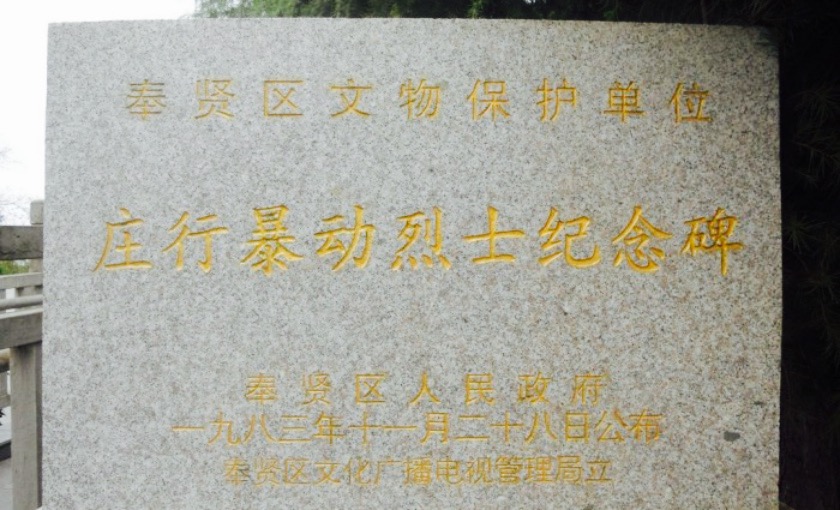 奉贤区文物保护单位
庄行暴动烈士纪念碑
奉贤区人民政府
一九八三年十一月二十八日公布
奉贤区文化广播电视管理局立